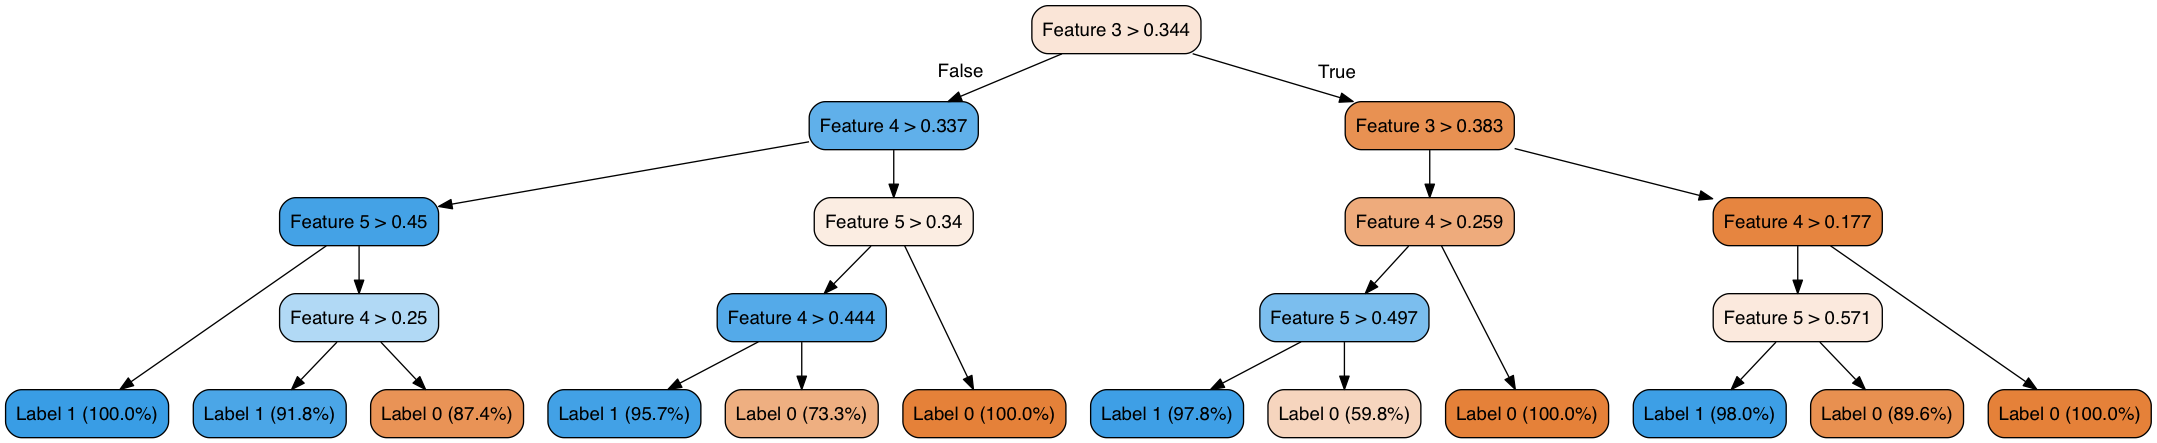 Feature 3 > 0.344
False
True
Feature 4 > 0.337
Feature 3 > 0.383
Feature 5 > 0.45
Feature 5 > 0.34
Feature 4 > 0.259
Feature 4 > 0.177
Feature 4 > 0.25
Feature 4 > 0.444
Feature 5 > 0.497
Feature 5 > 0.571
Label 1 (100.0%)
Label 1 (91.8%)
Label 0 (87.4%)
Label 1 (95.7%)
Label 0 (73.3%)
Label 0 (100.0%)
Label 1 (97.8%)
Label 0 (59.8%)
Label 0 (100.0%)
Label 1 (98.0%)
Label 0 (89.6%)
Label 0 (100.0%)